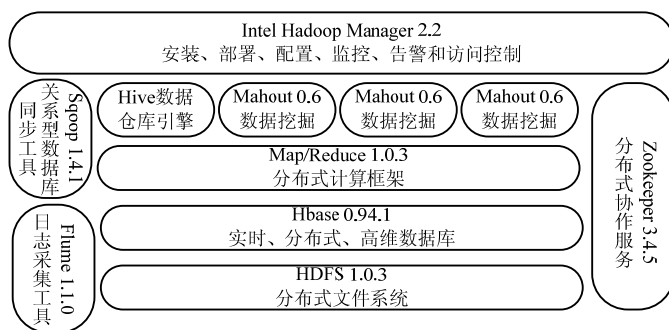 Intel Hadoop Manager 2.2
安装、部署、配置、监控、告警和访问控制
Sqoop 1.4.1
关系型数据库
同步工具
Hive数据
仓库引擎
Mahout 0.6
数据挖掘
Mahout 0.6
数据挖掘
Mahout 0.6
数据挖掘
Map/Reduce 1.0.3
分布式计算框架
Zookeeper 3.4.5
分布式协作服务
Hbase 0.94.1
实时、分布式、高维数据库
Flume 1.1.0
日志采集工具
HDFS 1.0.3
分布式文件系统